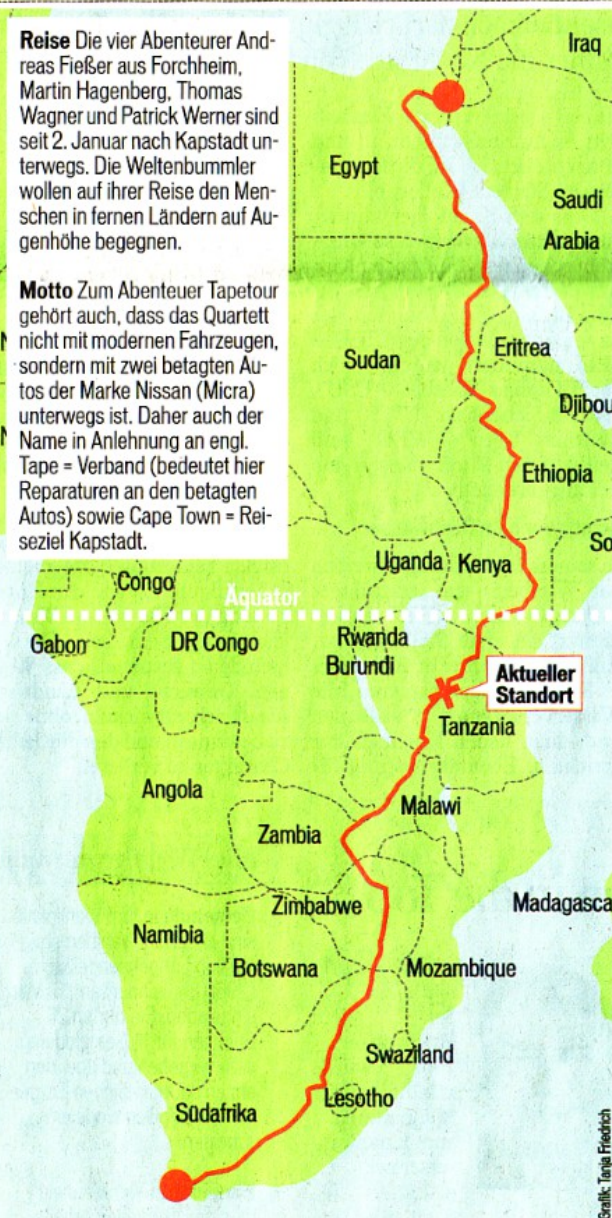 Reise Die vier Abenteurer And-
reas Fießer aus Forchheim,
Martin Hagenberg, Thomas
Wagner und Patrick Werner sind
seit 2. Januar nach Kapstadt un-
terwegs. Die Weltenbummler
wollen auf ihrer Reise den Men-
schen in fernen Ländern auf Au-
genhöhe begegnen.
Motto Zum Abenteuer Tapetour
gehört auch, dass das Quartett
nicht mit modernen Fahrzeugen,
sondern mit zwei betagten Au-
tos der Marke Nissan (Micra)
unterwegs ist. Daher auch der
Name in Anlehnung an engl.
Tape = Verband (bedeutet hier
Reparaturen an den betagten
Autos) sowie Cape Town = Rei-
seziel Kapstadt.
Iraq
Egypt
Saudi
Arabia
Sudan
Eritrea
Djibou
Ethiopia
So
Uganda
Kenya
Congo
Äquator
Gabon
DR Congo
Rwanda
Burundi
Aktueller
Standort
Tanzania
Angola
Malawi
Zambia
Zimbabwe
Madagasca
Namibia
Botswana
Mozambique
Swaziland
Lesotho
Südafrika
Grafik: Tanja Friedrich